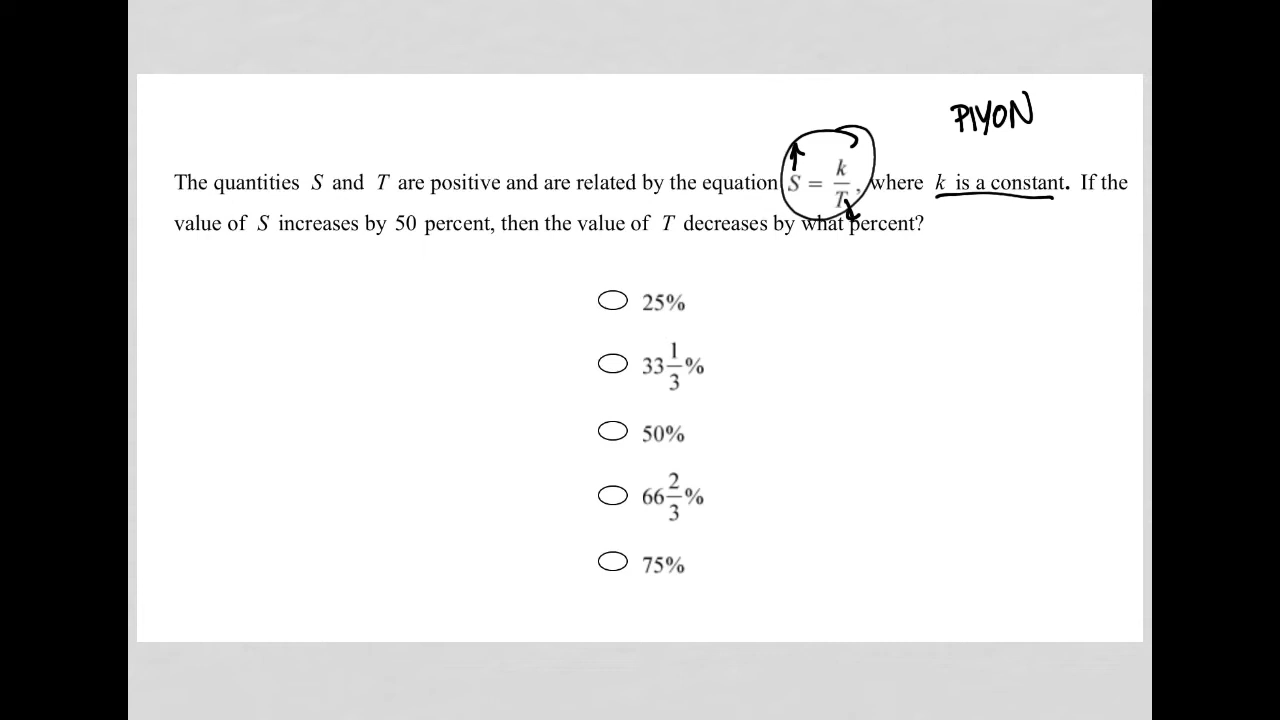 PIYON
The quantities S and T are positive and are related by the equation S = k/T, where k is a constant. If the
value of S increases by 50 percent, then the value of T decreases by what percent?
25%
33 1/3%
50%
66 2/3%
75%